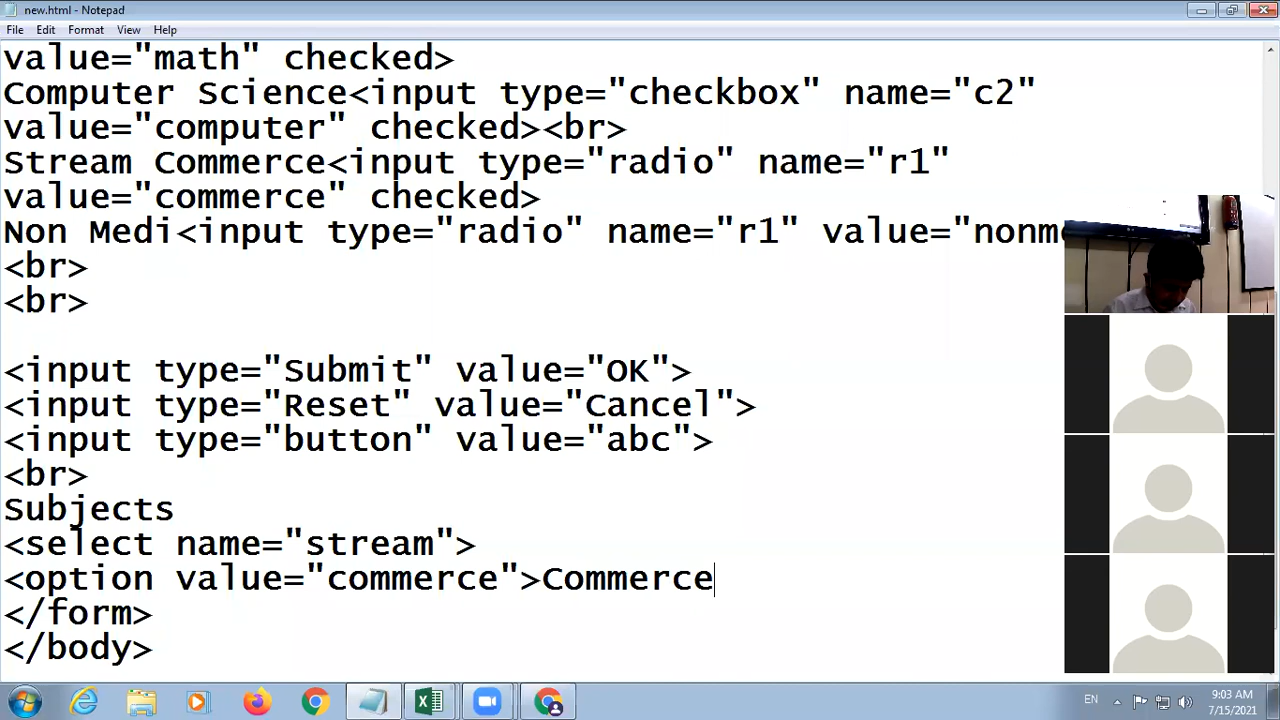 new.html - Notepad
File Edit Format View Help
value="math" checked>
Computer Science<input type="checkbox" name="c2"
value="computer" checked><br>
Stream Commerce<input type="radio" name="r1"
value="commerce" checked>
Non Medi<input type="radio" name="r1" value="nonm
<br>
<br>
<input type="Submit" value="OK">
<input type="Reset" value="Cancel">
<input type="button" value="abc">
<br>
Subjects
<select name="stream">
<option value="commerce">Commerce
</form>
</body>
EN
9:03 AM
7/15/2021